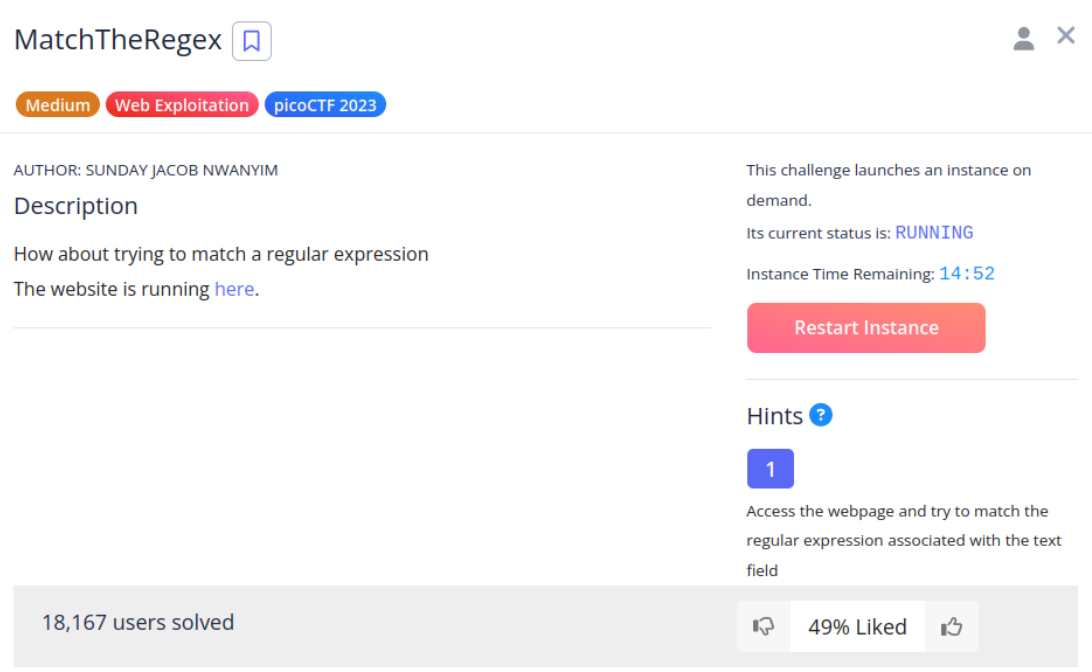 MatchTheRegex
Medium
Web Exploitation
picoCTF 2023
AUTHOR: SUNDAY JACOB NWANYIM
Description
How about trying to match a regular expression
The website is running here.
This challenge launches an instance on
demand.
Its current status is: RUNNING
Instance Time Remaining: 14:52
Restart Instance
Hints ?
1
Access the webpage and try to match the
regular expression associated with the text
field
18,167 users solved
49% Liked